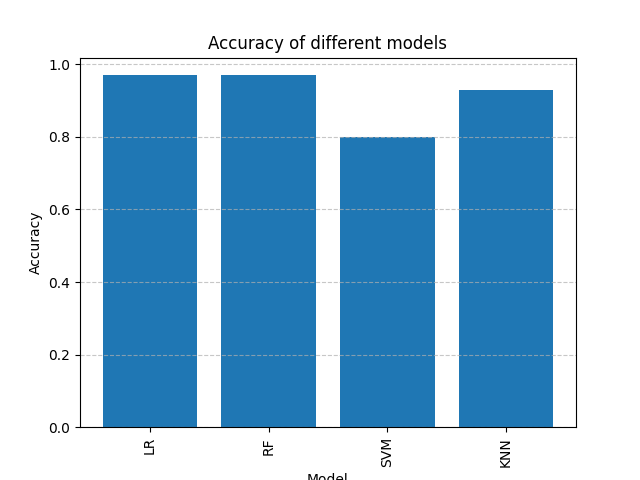 Accuracy of different models
1.0
0.8
0.6
0.4
0.2
0.0
Accuracy
LR
RF
SVM
KNN
Model